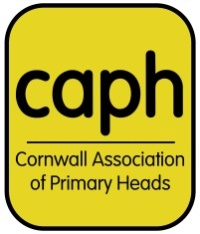 caph
Cornwall Association
of Primary Heads